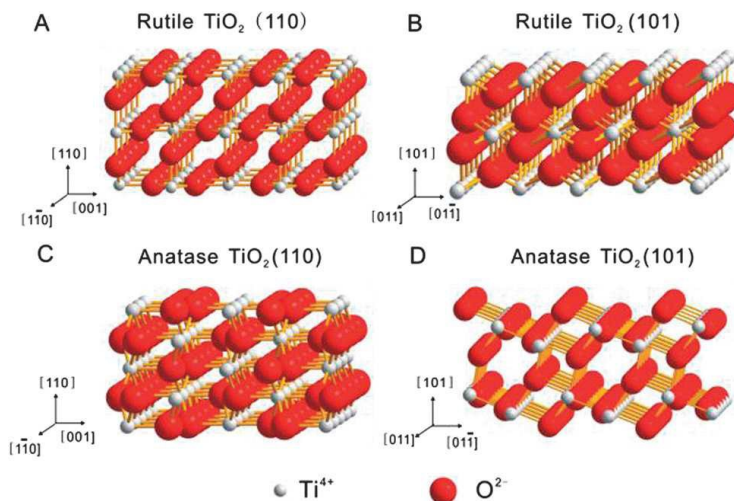 A Rutile TiO₂ (110)
B Rutile TiO₂ (101)
[110]
[11̄0]
[001]
[101]
[011]
[011̄]
C Anatase TiO₂ (110)
D Anatase TiO₂ (101)
[110]
[11̄0]
[001]
[101]
[011]
[011̄]
Ti⁴⁺
O²⁻